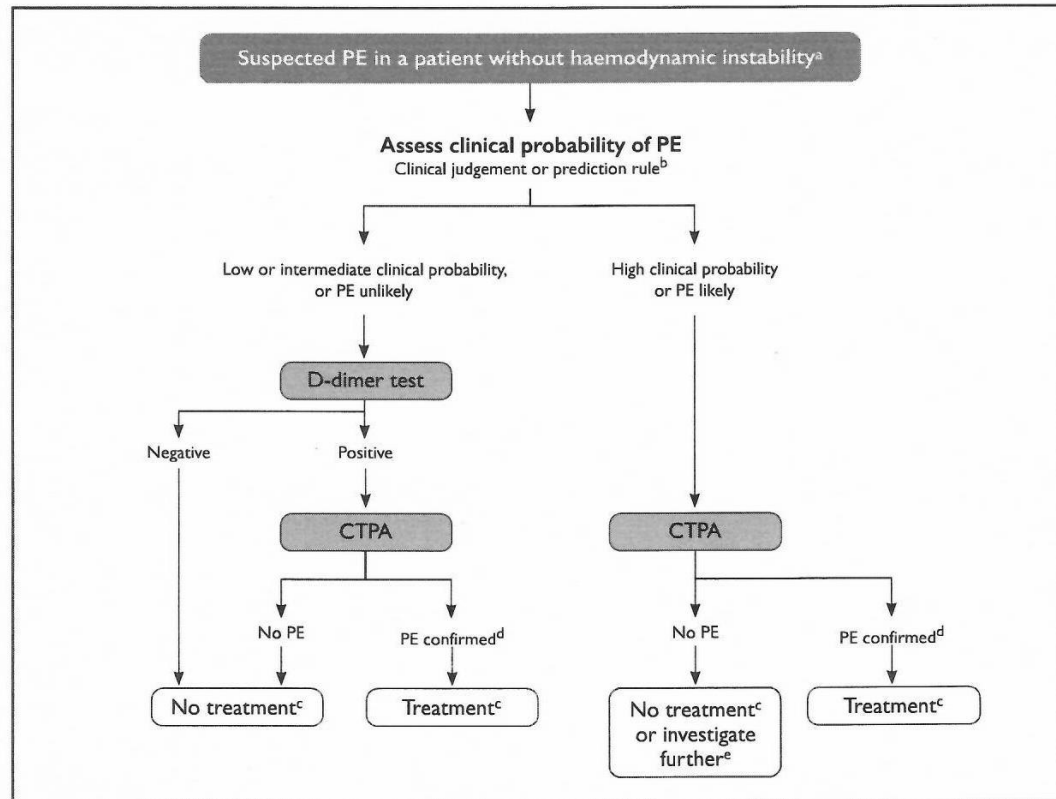 Suspected PE in a patient without haemodynamic instabilityᵃ
Assess clinical probability of PE
Clinical judgement or prediction ruleᵇ
Low or intermediate clinical probability,
or PE unlikely
High clinical probability
or PE likely
D-dimer test
Negative
Positive
CTPA
CTPA
No PE
PE confirmedᵈ
No PE
PE confirmedᵈ
No treatmentᶜ
Treatmentᶜ
No treatmentᶜ
or investigate
furtherᵉ
Treatmentᶜ